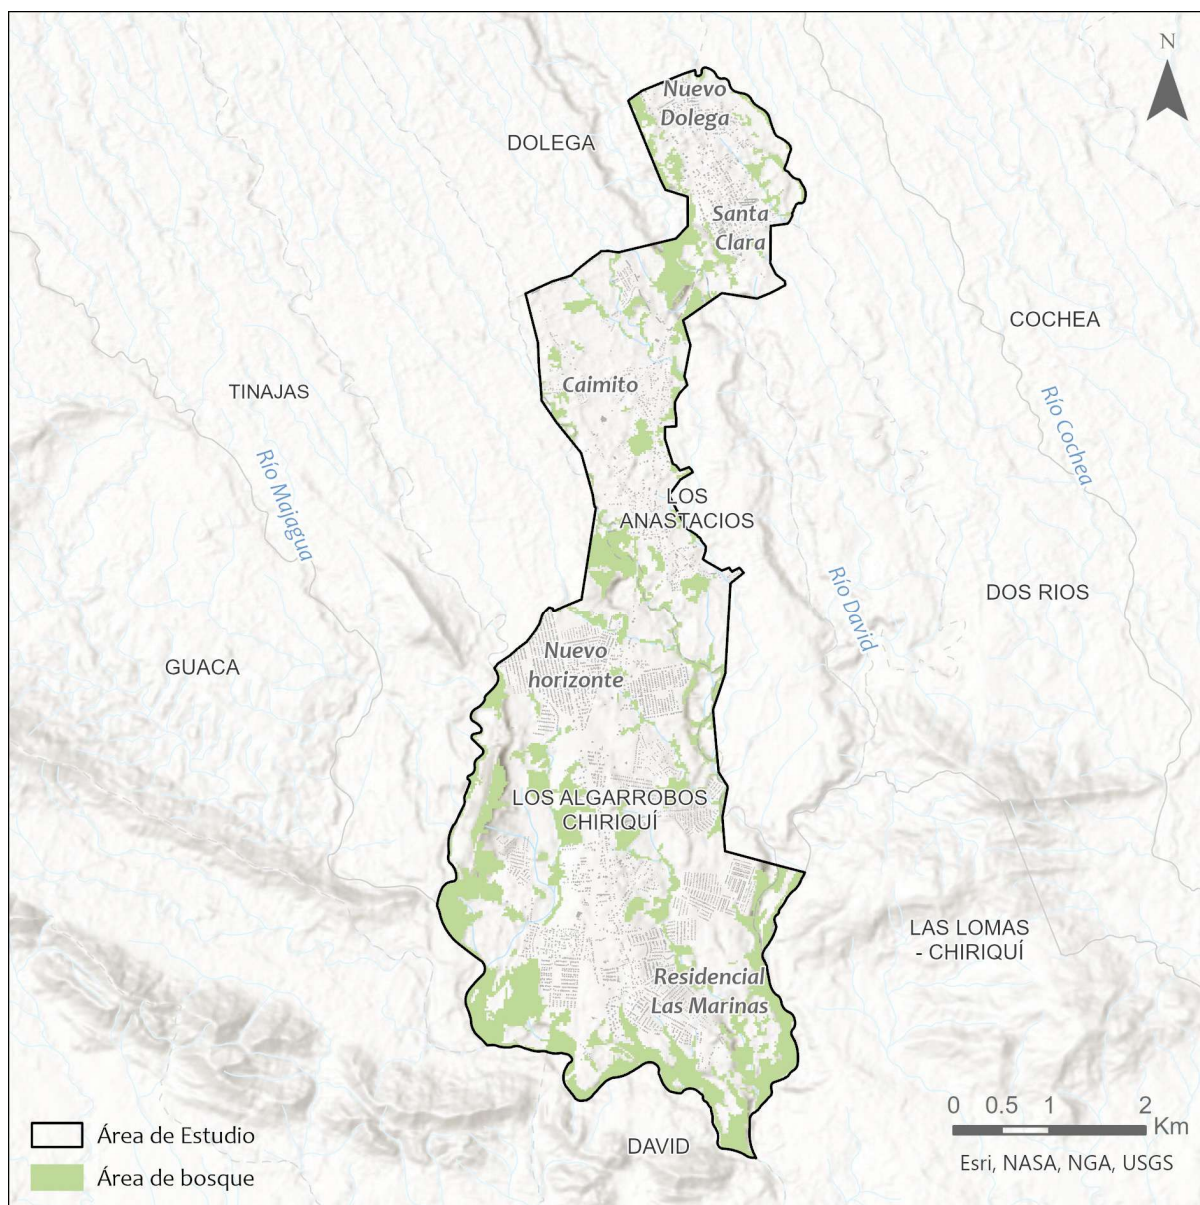 N
Nuevo
Dolega
DOLEGA
Santa
Clara
COCHEA
Caimito
TINAJAS
Río Cochea
Río Majagua
LOS
ANASTACIOS
Río David
DOS RIOS
Nuevo
horizonte
GUACA
LOS ALGARROBOS
CHIRIQUÍ
LAS LOMAS
- CHIRIQUÍ
Residencial
Las Marinas
0 0.5 1 2
Km
Área de Estudio
DAVID
Esri, NASA, NGA, USGS
Área de bosque